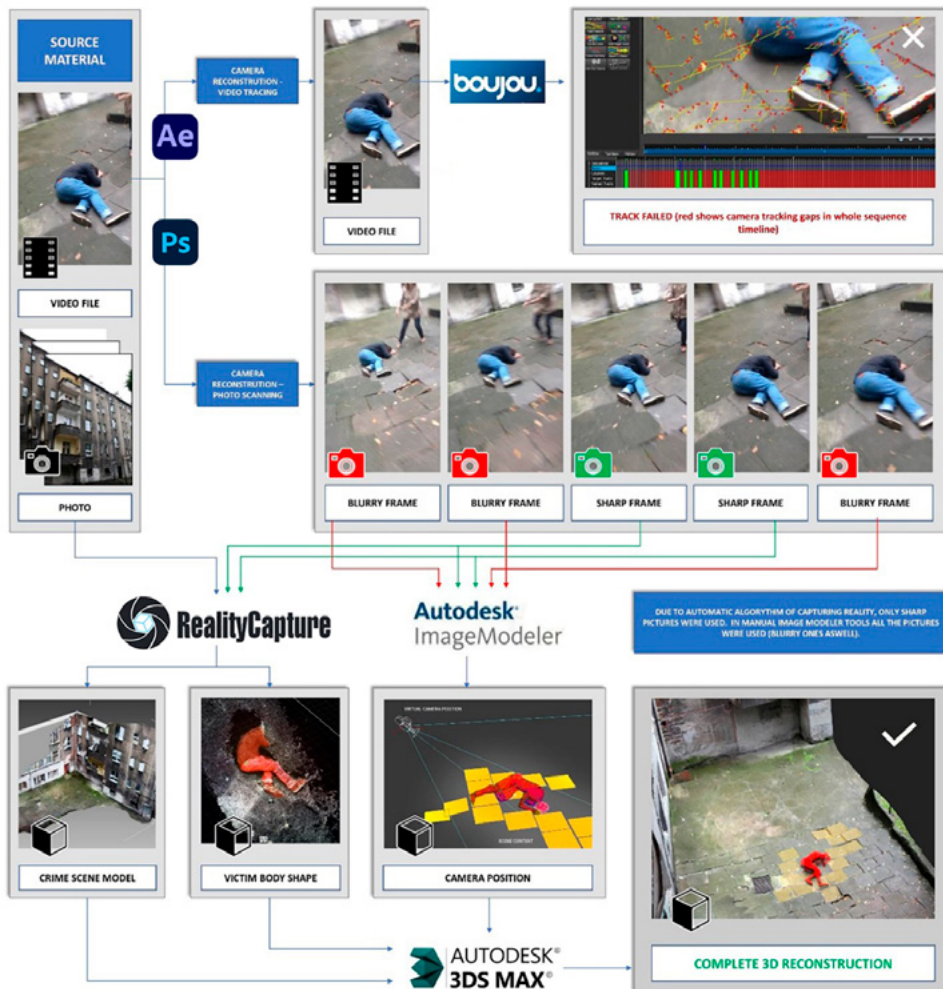 SOURCE
MATERIAL
VIDEO FILE
PHOTO
Ae
Ps
CAMERA
RECONSTRUTION -
VIDEO TRACING
VIDEO FILE
boujou.
TRACK FAILED (red shows camera tracking gaps in whole sequence
timeline)
CAMERA
RECONSTRUTION –
PHOTO SCANNING
BLURRY FRAME
BLURRY FRAME
SHARP FRAME
SHARP FRAME
BLURRY FRAME
RealityCapture
Autodesk®
ImageModeler
DUE TO AUTOMATIC ALGORYTHM OF CAPTURING REALITY, ONLY SHARP
PICTURES WERE USED. IN MANUAL IMAGE MODELER TOOLS ALL THE PICTURES
WERE USED (BLURRY ONES ASWELL).
CRIME SCENE MODEL
VICTIM BODY SHAPE
VIRTUAL CAMERA POSITION
CAMERA POSITION
AUTODESK®
3DS MAX®
COMPLETE 3D RECONSTRUCTION